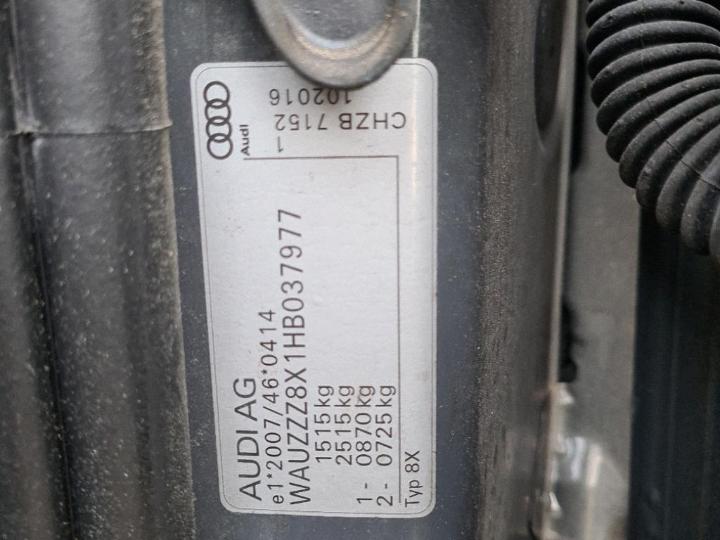 AUDI AG
e1*2007/46*0414
WAUZZZ8X1HB037977
1515kg
2515kg
1- 0870kg
2- 0725kg
Typ 8X
Audi
1
CHZB 7152
102016